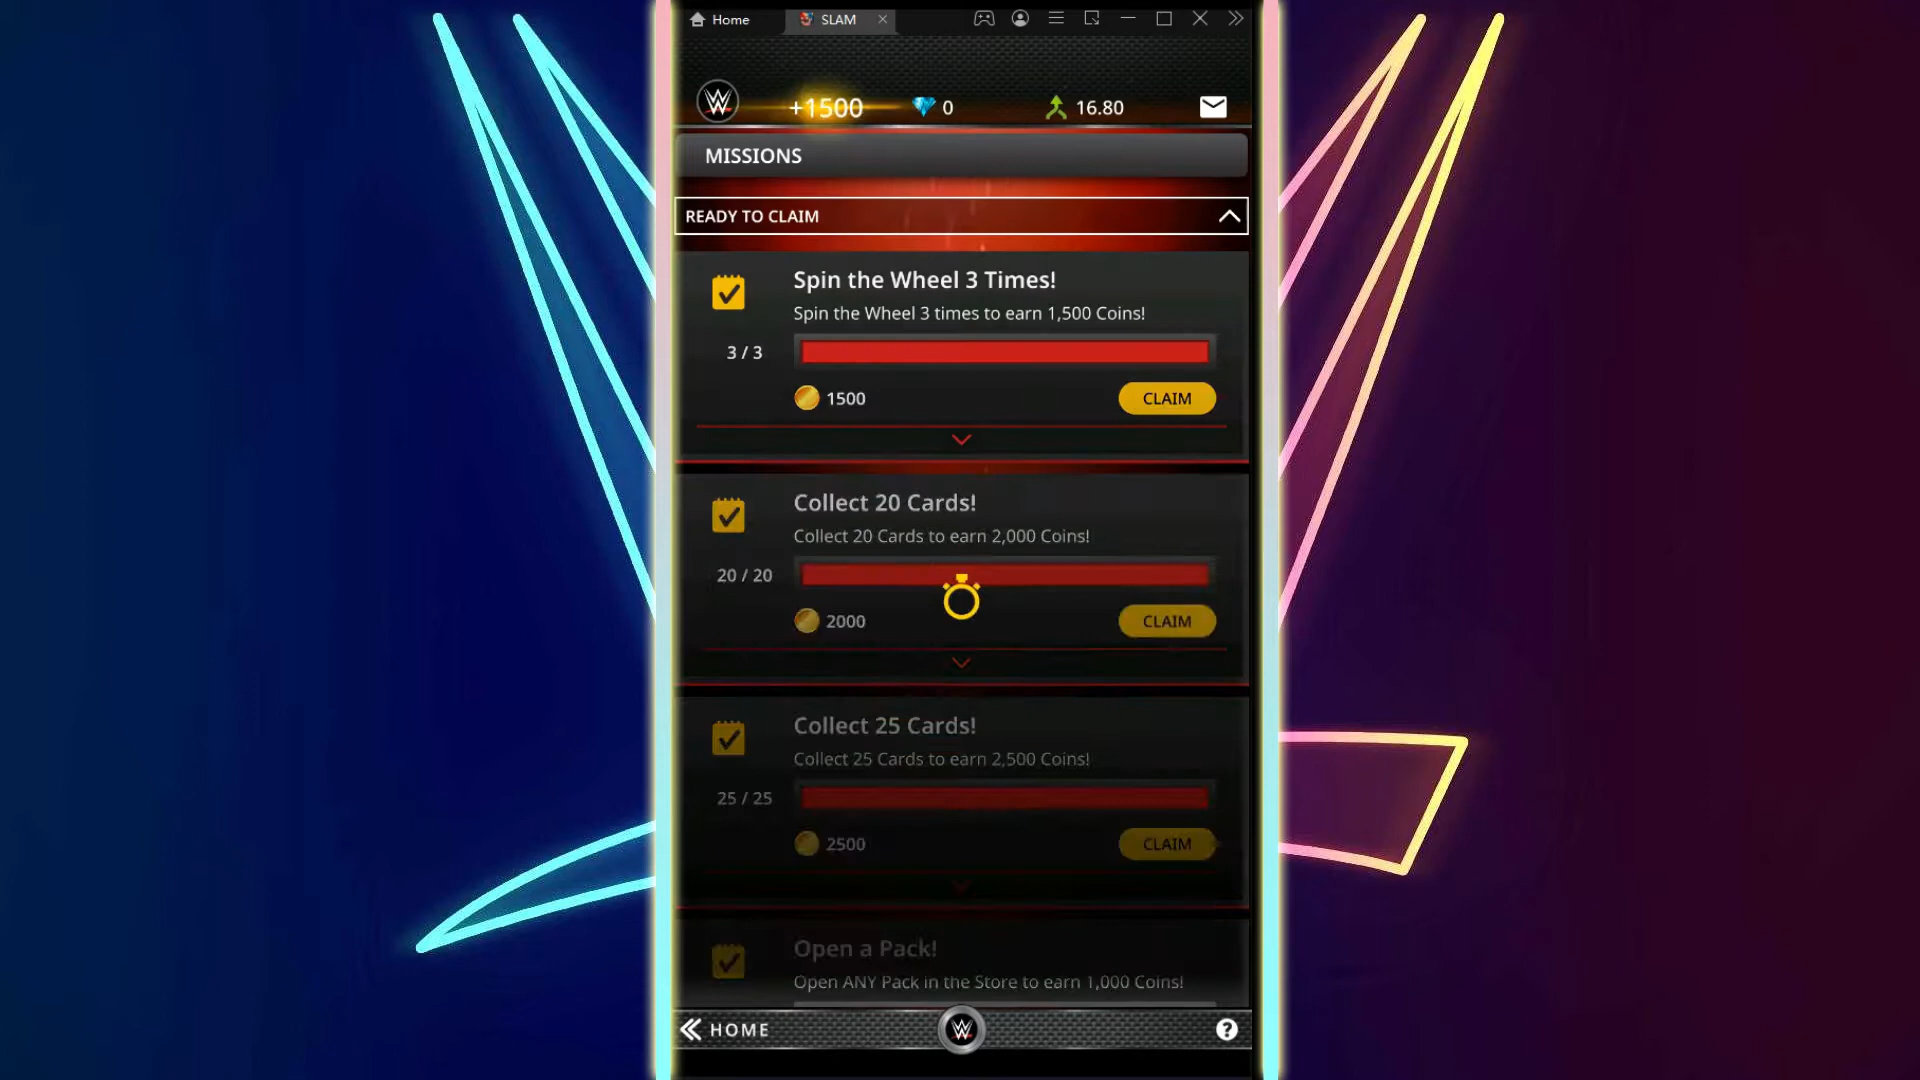 Home
SLAM
+1500
0
16.80
MISSIONS
READY TO CLAIM
Spin the Wheel 3 Times!
Spin the Wheel 3 times to earn 1,500 Coins!
3 / 3
1500
CLAIM
Collect 20 Cards!
Collect 20 Cards to earn 2,000 Coins!
20 / 20
2000
CLAIM
Collect 25 Cards!
Collect 25 Cards to earn 2,500 Coins!
25 / 25
2500
CLAIM
Open a Pack!
Open ANY Pack in the Store to earn 1,000 Coins!
HOME